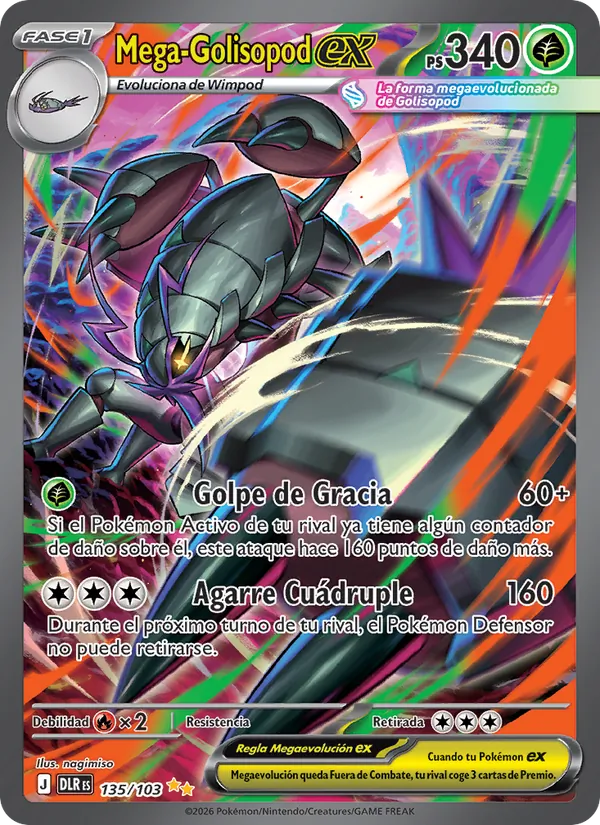 FASE 1
Mega-Golisopod ex
PS 340
Evoluciona de Wimpod
La forma megaevolucionada
de Golisopod
Golpe de Gracia 60+
Si el Pokémon Activo de tu rival ya tiene algún contador
de daño sobre él, este ataque hace 160 puntos de daño más.
Agarre Cuádruple 160
Durante el próximo turno de tu rival, el Pokémon Defensor
no puede retirarse.
Debilidad ×2 Resistencia Retirada
Ilus. nagimiso
Regla Megaevolución ex
Cuando tu Pokémon ex
Megaevolución queda Fuera de Combate, tu rival coge 3 cartas de Premio.
J DLR ES 135/103
©2026 Pokémon/Nintendo/Creatures/GAME FREAK